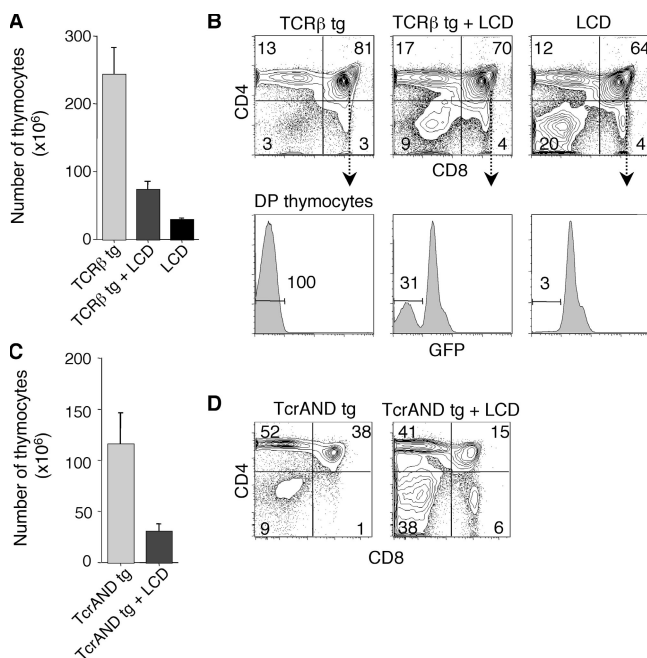 A
Number of thymocytes
(x10⁶)
300
200
100
0
TCRβ tg
TCRβ tg + LCD
LCD
B
TCRβ tg
TCRβ tg + LCD
LCD
13
81
3
3
17
70
9
4
12
64
20
4
CD4
CD8
DP thymocytes
100
31
3
GFP
C
Number of thymocytes
(x10⁶)
200
150
100
50
0
TcrAND tg
TcrAND tg + LCD
D
TcrAND tg
TcrAND tg + LCD
52
38
9
1
41
15
38
6
CD4
CD8